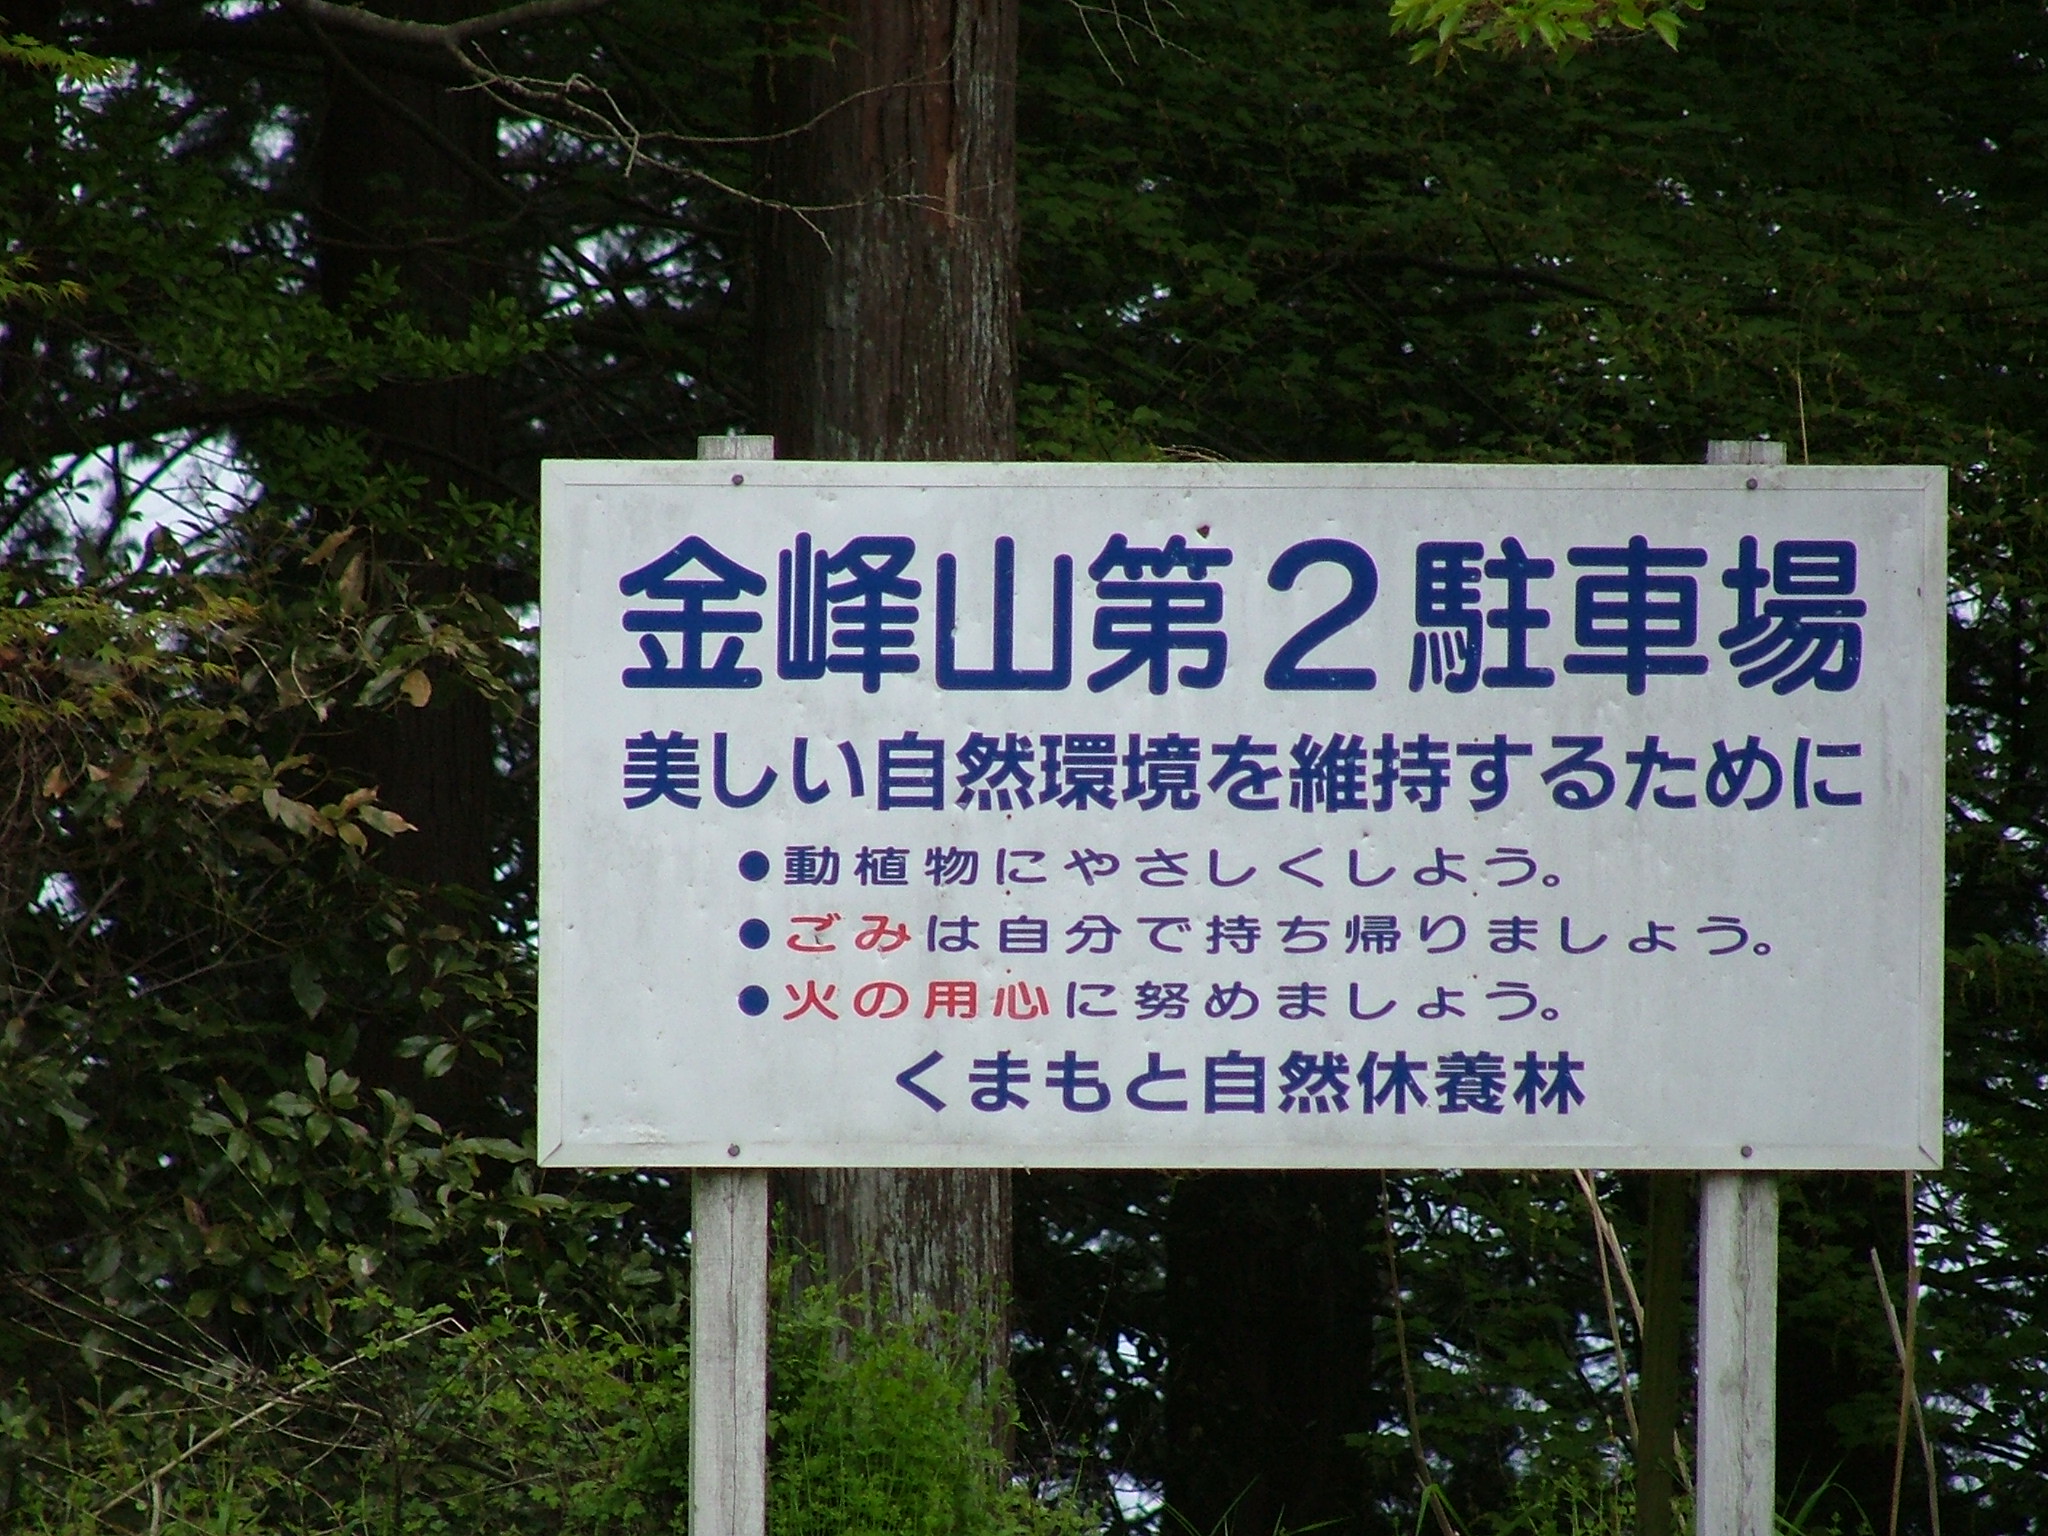 金峰山第2駐車場
美しい自然環境を維持するために
●動植物にやさしくしよう。
●ごみは自分で持ち帰りましょう。
●火の用心に努めましょう。
くまもと自然休養林